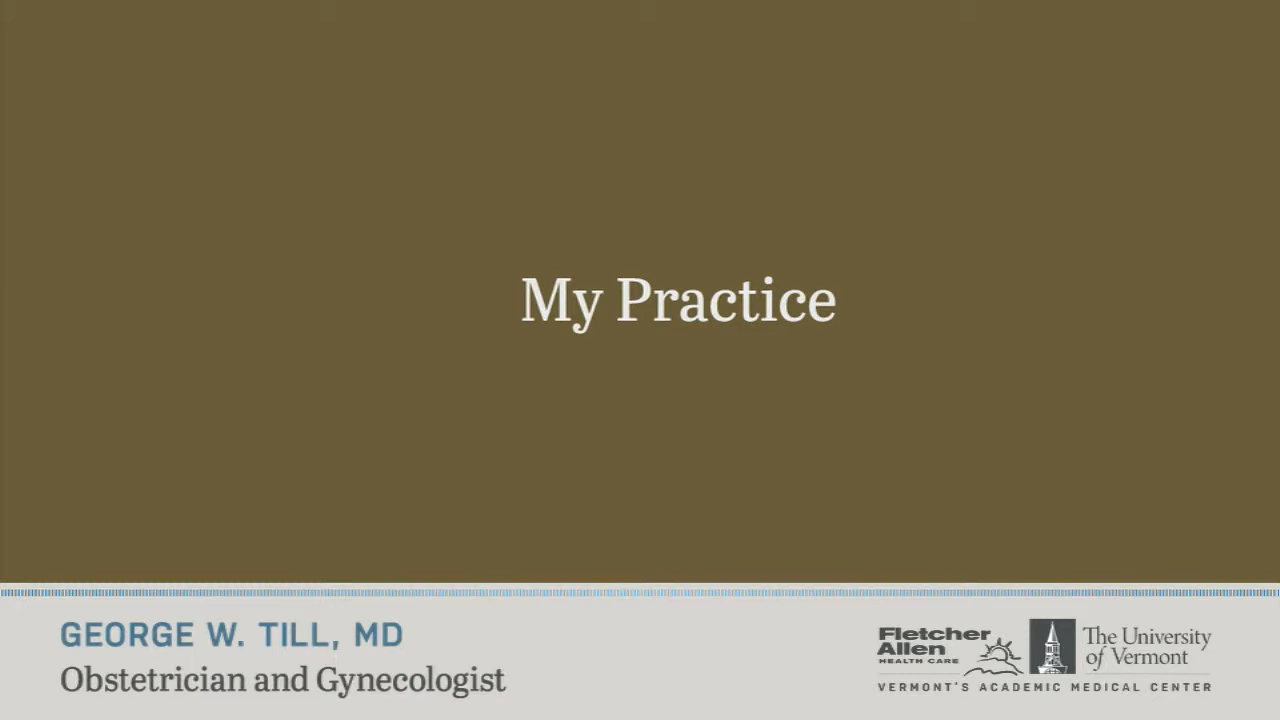 My Practice
GEORGE W. TILL, MD
Obstetrician and Gynecologist
Fletcher
Allen
HEALTH CARE
The University
of Vermont
VERMONT'S ACADEMIC MEDICAL CENTER